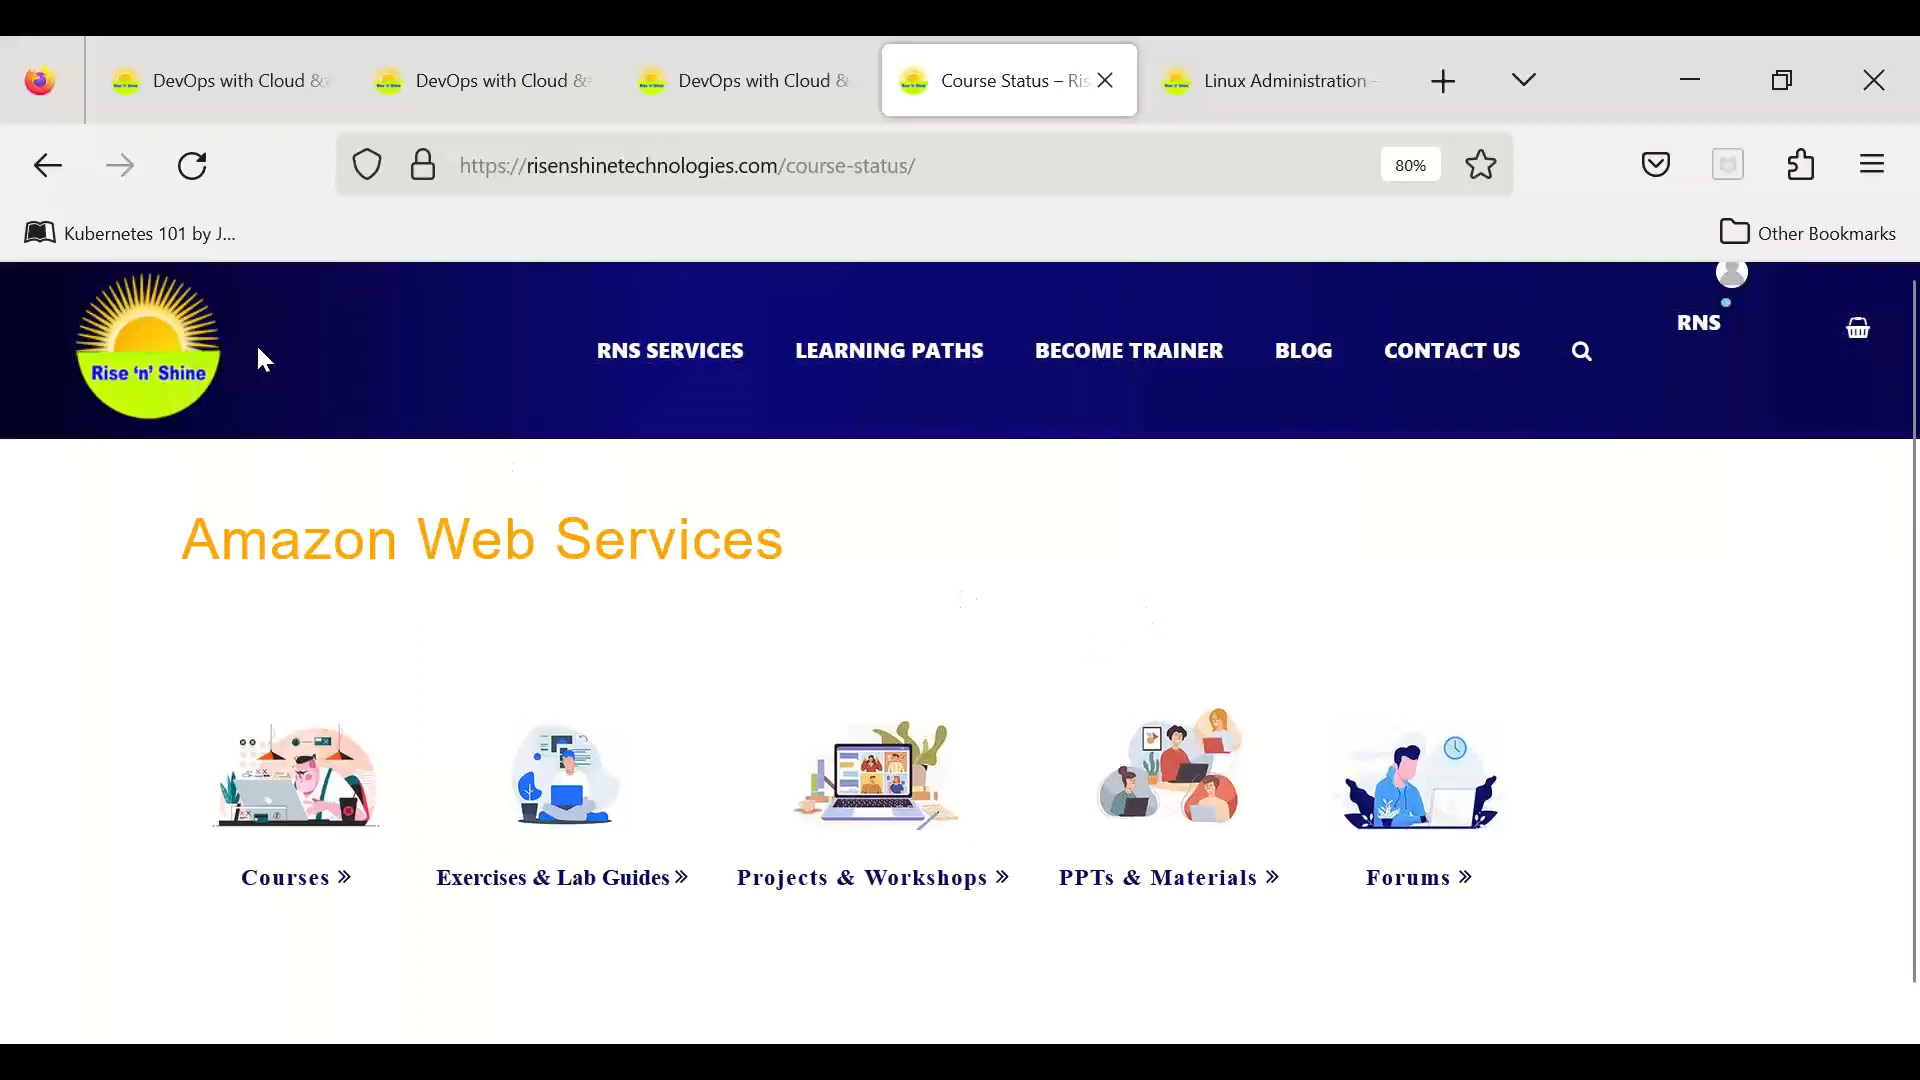 DevOps with Cloud &
DevOps with Cloud &
DevOps with Cloud &
Course Status – Ris
Linux Administration -
https://risenshinetechnologies.com/course-status/
80%
Kubernetes 101 by J...
Other Bookmarks
Rise 'n' Shine
RNS SERVICES
LEARNING PATHS
BECOME TRAINER
BLOG
CONTACT US
RNS
Amazon Web Services
Courses »
Exercises & Lab Guides »
Projects & Workshops »
PPTs & Materials »
Forums »